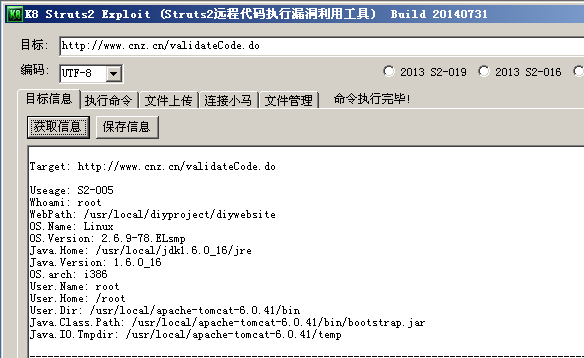 K8 Struts2 Exploit (Struts2远程代码执行漏洞利用工具) Build 20140731
目标: http://www.cnz.cn/validateCode.do
编码: UTF-8 2013 S2-019 2013 S2-016
目标信息 执行命令 文件上传 连接小马 文件管理 命令执行完毕!
获取信息 保存信息
Target: http://www.cnz.cn/validateCode.do
Useage: S2-005
Whoami: root
WebPath: /usr/local/diyproject/diywebsite
OS.Name: Linux
OS.Version: 2.6.9-78.ELsmp
Java.Home: /usr/local/jdk1.6.0_16/jre
Java.Version: 1.6.0_16
OS.arch: i386
User.Name: root
User.Home: /root
User.Dir: /usr/local/apache-tomcat-6.0.41/bin
Java.Class.Path: /usr/local/apache-tomcat-6.0.41/bin/bootstrap.jar
Java.IO.Tmpdir: /usr/local/apache-tomcat-6.0.41/temp